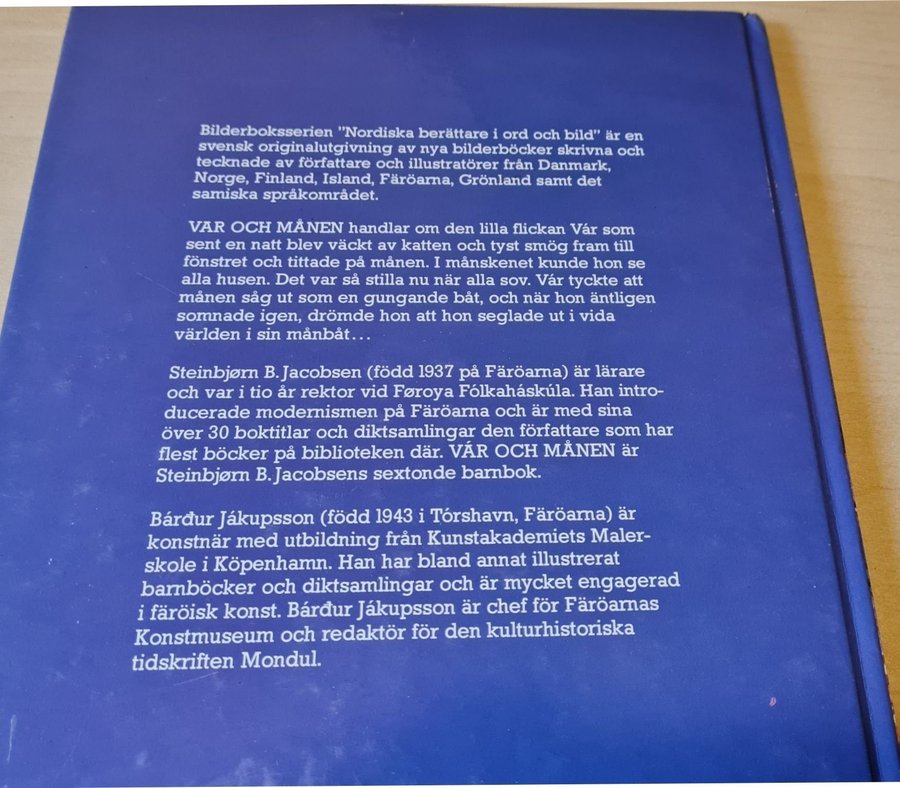 Bilderboksserien "Nordiska berättare i ord och bild" är en
svensk originalutgivning av nya bilderböcker skrivna och
tecknade av författare och illustratörer från Danmark,
Norge, Finland, Island, Färöarna, Grönland samt det
samiska språkområdet.
VAR OCH MÅNEN handlar om den lilla flickan Vár som
sent en natt blev väckt av katten och tyst smög fram till
fönstret och tittade på månen. I månskenet kunde hon se
alla husen. Det var så stilla nu när alla sov. Vár tyckte att
månen såg ut som en gungande båt, och när hon äntligen
somnade igen, drömde hon att hon seglade ut i vida
världen i sin månbåt...
Steinbjørn B. Jacobsen (född 1937 på Färöarna) är lärare
och var i tio år rektor vid Føroya Fólkaháskúla. Han intro-
ducerade modernismen på Färöarna och är med sina
över 30 boktitlar och diktsamlingar den författare som har
flest böcker på biblioteken där. VÁR OCH MÅNEN är
Steinbjørn B. Jacobsens sextonde barnbok.
Bárður Jákupsson (född 1943 i Tórshavn, Färöarna) är
konstnär med utbildning från Kunstakademiets Maler-
skole i Köpenhamn. Han har bland annat illustrerat
barnböcker och diktsamlingar och är mycket engagerad
i färöisk konst. Bárður Jákupsson är chef för Färöarnas
Konstmuseum och redaktör för den kulturhistoriska
tidskriften Mondul.